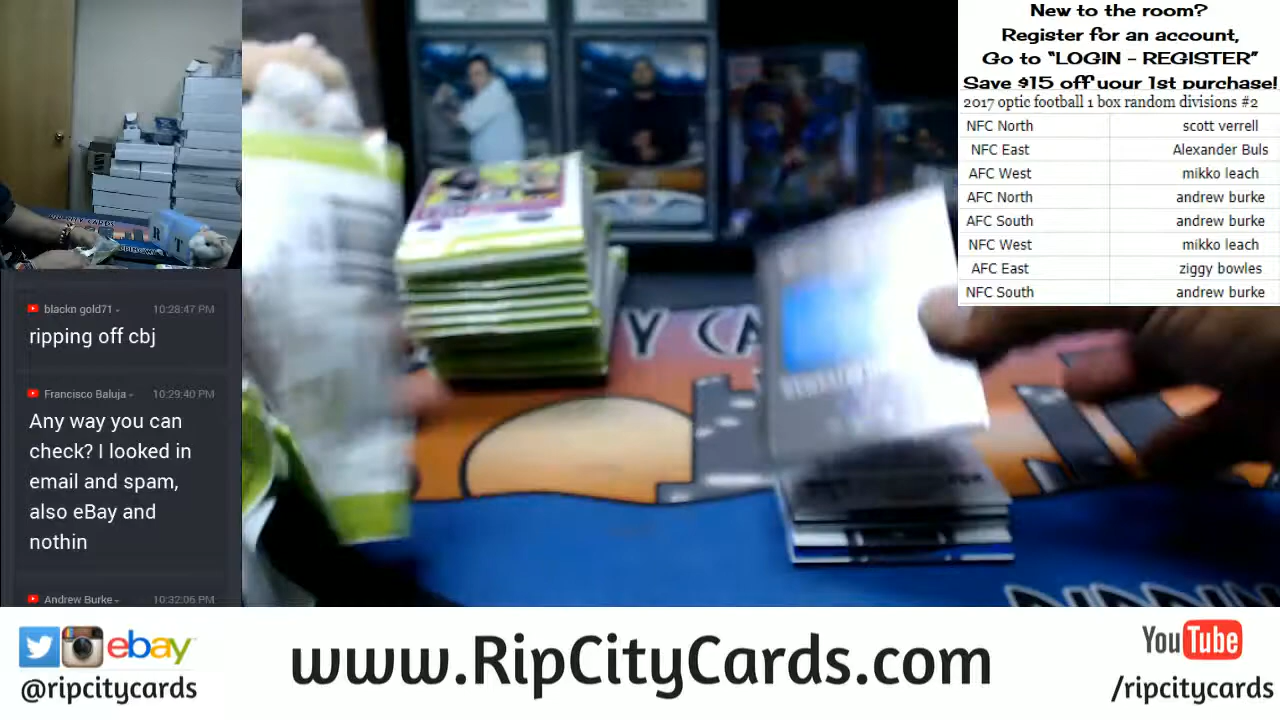 New to the room?
Register for an account,
Go to "LOGIN - REGISTER"
Save $15 off your 1st purchase!
2017 optic football 1 box random divisions #2
NFC North scott verrell
NFC East Alexander Buls
AFC West mikko leach
AFC North andrew burke
AFC South andrew burke
NFC West mikko leach
AFC East ziggy bowles
NFC South andrew burke
blackn gold71 10:28:47 PM
ripping off cbj
Francisco Baluja 10:29:40 PM
Any way you can
check? I looked in
email and spam,
also eBay and
nothin
Andrew Burke 10:32:06 PM
Y CA
R T
ebay
@ripcitycards
www.RipCityCards.com
YouTube
/ripcitycards